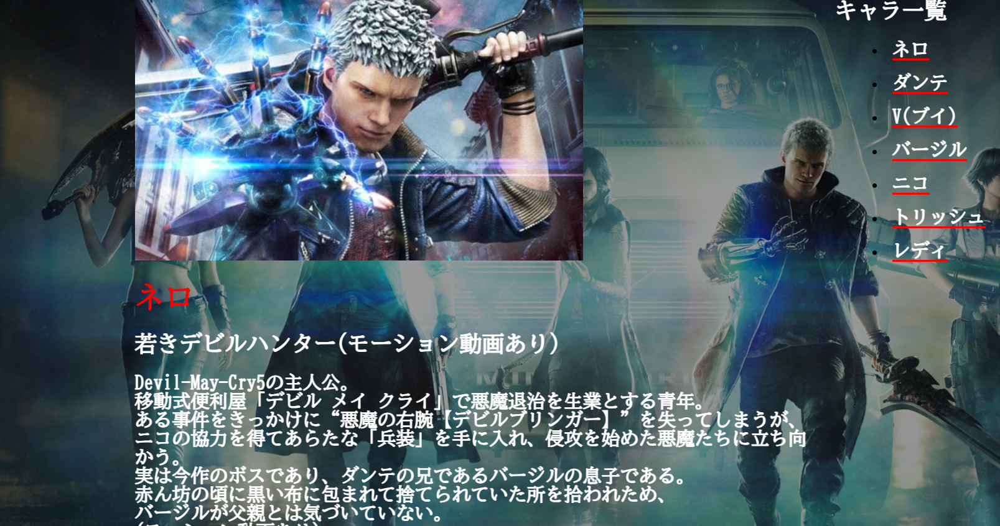 キャラ一覧
ネロ
ダンテ
V(ブイ)
バージル
ニコ
トリッシュ
レディ
ネロ
若きデビルハンター(モーション動画あり)
Devil-May-Cry5の主人公。
移動式便利屋「デビル メイ クライ」で悪魔退治を生業とする青年。
ある事件をきっかけに“悪魔の右腕【デビルブリンガー】”を失ってしまうが、
ニコの協力を得てあらたな「兵装」を手に入れ、侵攻を始めた悪魔たちに立ち向
かう。
実は今作のボスであり、ダンテの兄であるバージルの息子である。
赤ん坊の頃に黒い布に包まれて捨てられていた所を拾われため、
バージルが父親とは気づいていない。